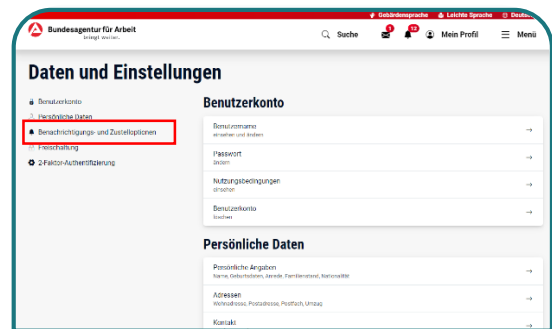 Gebärdensprache Leichte Sprache Deutsch
Bundesagentur für Arbeit
bringt weiter.
Suche
12
Mein Profil
Menü
Daten und Einstellungen
Benutzerkonto
Persönliche Daten
Benachrichtigungs- und Zustelloptionen
Freischaltung
2-Faktor-Authentifizierung
Benutzerkonto
Benutzername
einsehen und ändern
Passwort
ändern
Nutzungsbedingungen
einsehen
Benutzerkonto
löschen
Persönliche Daten
Persönliche Angaben
Name, Geburtsdaten, Anrede, Familienstand, Nationalität
Adressen
Wohnadresse, Postadresse, Postfach, Umzug
Kontakt